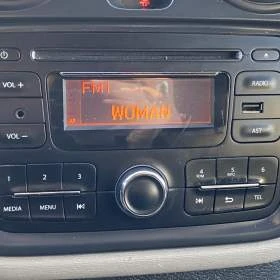 VOL +
FM1
RADIO
WOMAN
VOL -
AST
1 2 3 4 5 6
MEDIA MENU TEL